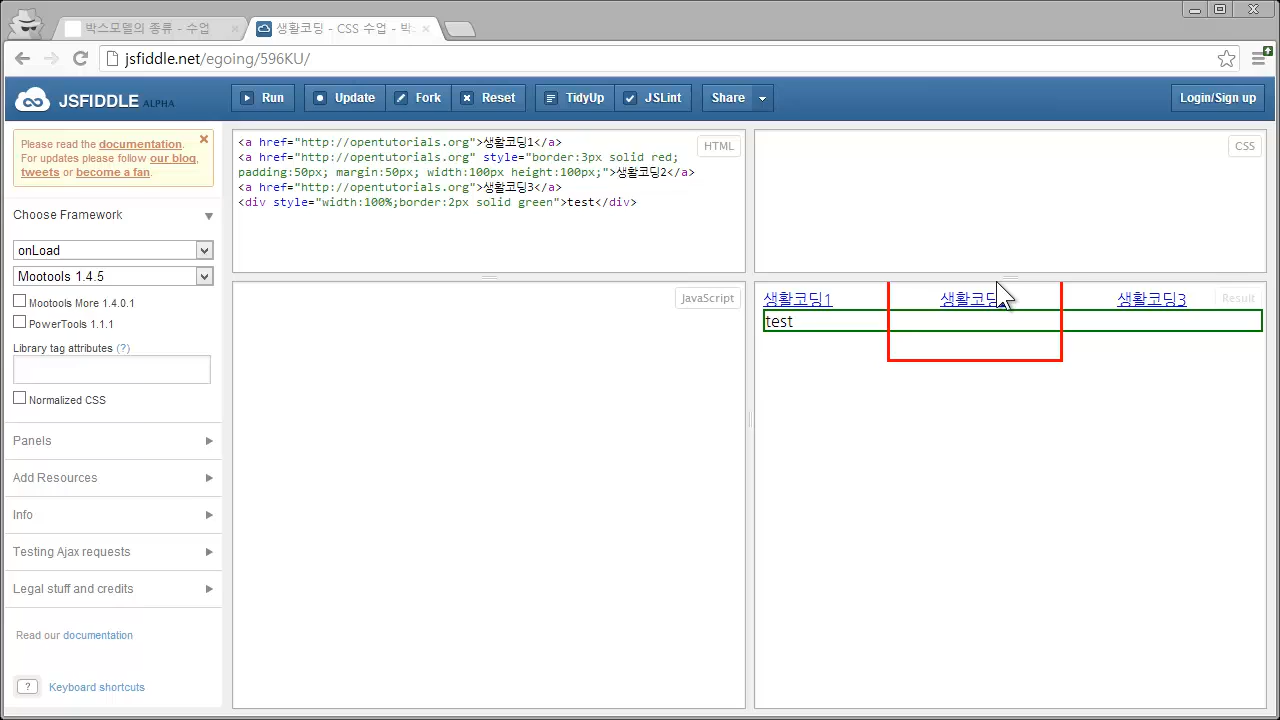 박스모델의 종류 - 수업
생활코딩 - CSS 수업 - 박
jsfiddle.net/egoing/596KU/
JSFIDDLE ALPHA
Run
Update
Fork
Reset
TidyUp
JSLint
Share
Login/Sign up
Please read the documentation.
For updates please follow our blog,
tweets or become a fan.
Choose Framework
onLoad
Mootools 1.4.5
Mootools More 1.4.0.1
PowerTools 1.1.1
Library tag attributes (?)
Normalized CSS
Panels
Add Resources
Info
Testing Ajax requests
Legal stuff and credits
Read our documentation
? Keyboard shortcuts
<a href="http://opentutorials.org">생활코딩1</a>
<a href="http://opentutorials.org" style="border:3px solid red;
padding:50px; margin:50px; width:100px height:100px;">생활코딩2</a>
<a href="http://opentutorials.org">생활코딩3</a>
<div style="width:100%;border:2px solid green">test</div>
HTML
CSS
JavaScript
생활코딩1
생활코딩
생활코딩3
Result
test